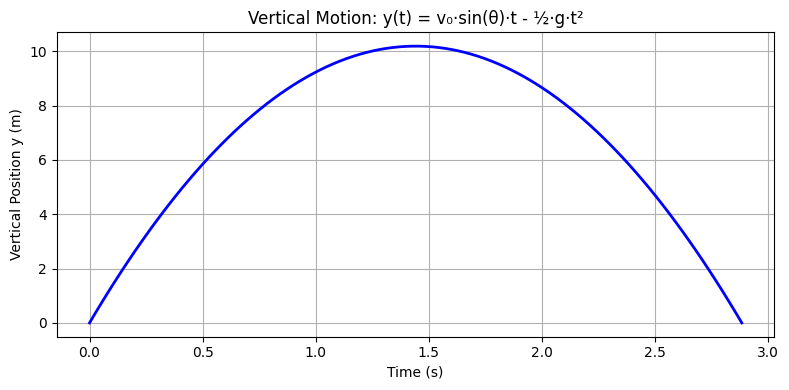 Vertical Motion: y(t) = v₀·sin(θ)·t - ½·g·t²
10
8
6
4
2
0
Vertical Position y (m)
0.0 0.5 1.0 1.5 2.0 2.5 3.0
Time (s)